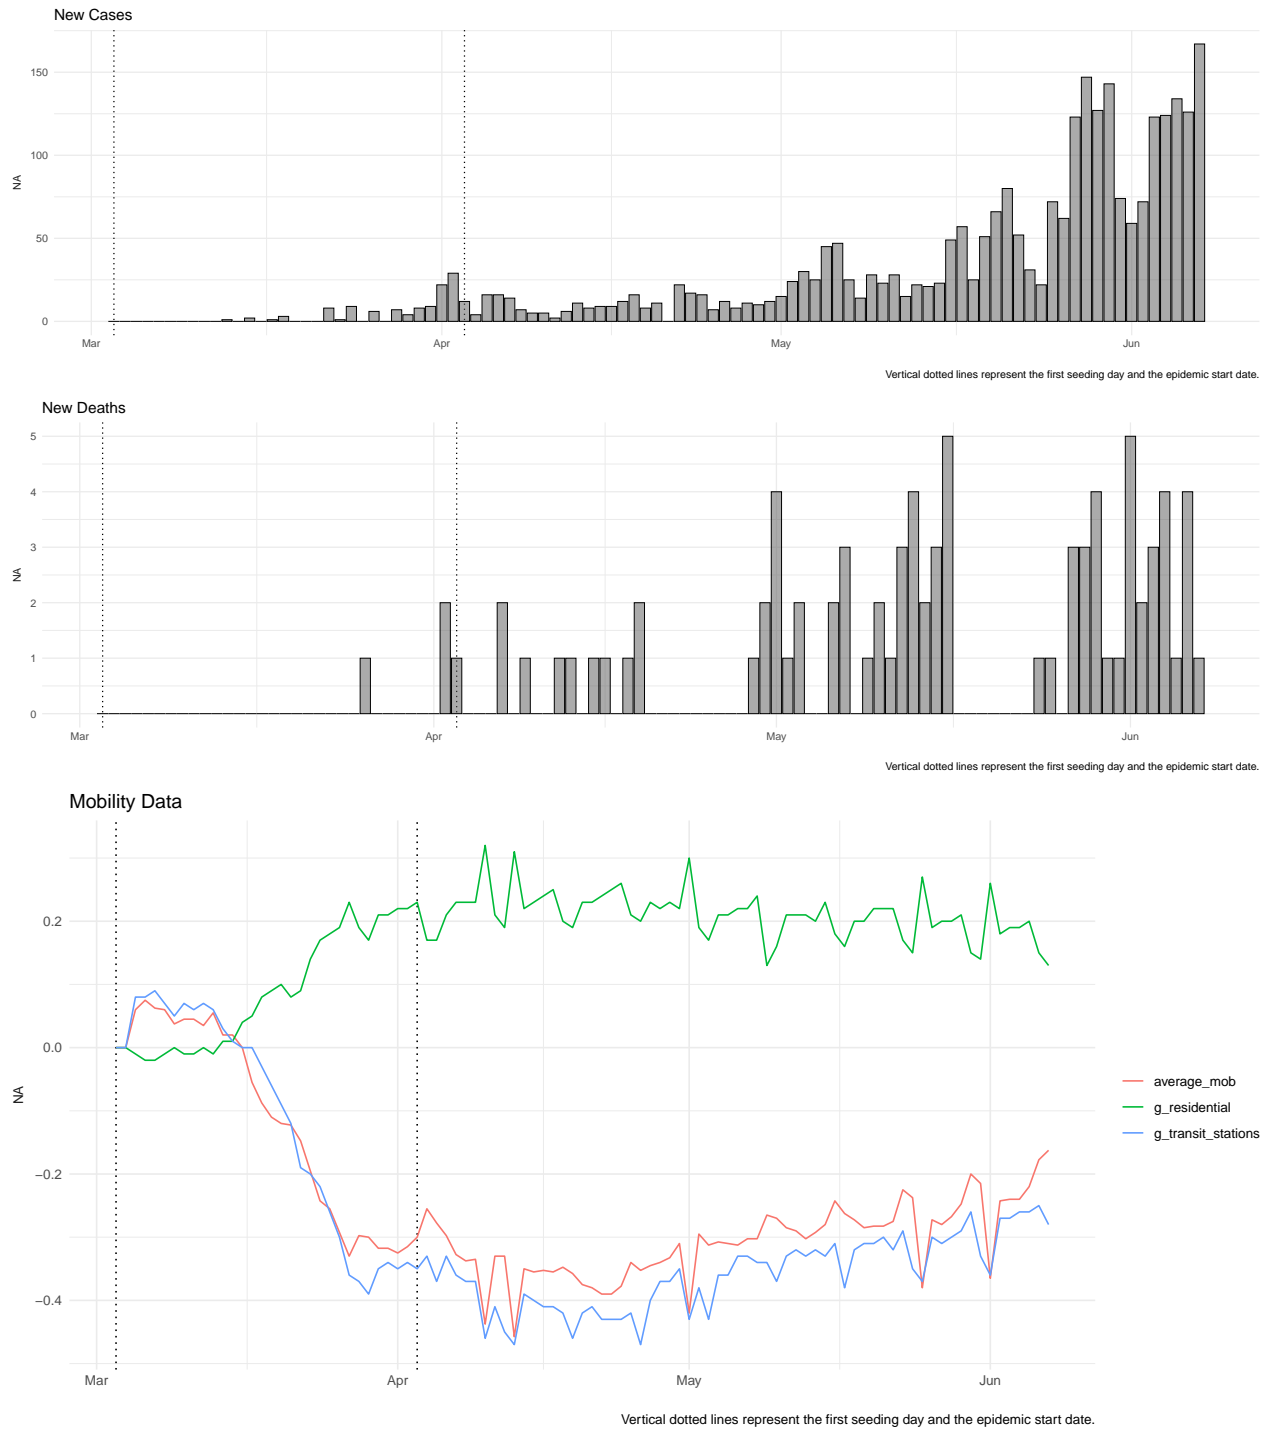 New Cases
150
100
50
0
NA
Mar
Apr
May
Jun
Vertical dotted lines represent the first seeding day and the epidemic start date.
New Deaths
5
4
3
2
1
0
NA
Mar
Apr
May
Jun
Vertical dotted lines represent the first seeding day and the epidemic start date.
Mobility Data
0.2
0.0
−0.2
−0.4
NA
Mar
Apr
May
Jun
average_mob
g_residential
g_transit_stations
Vertical dotted lines represent the first seeding day and the epidemic start date.